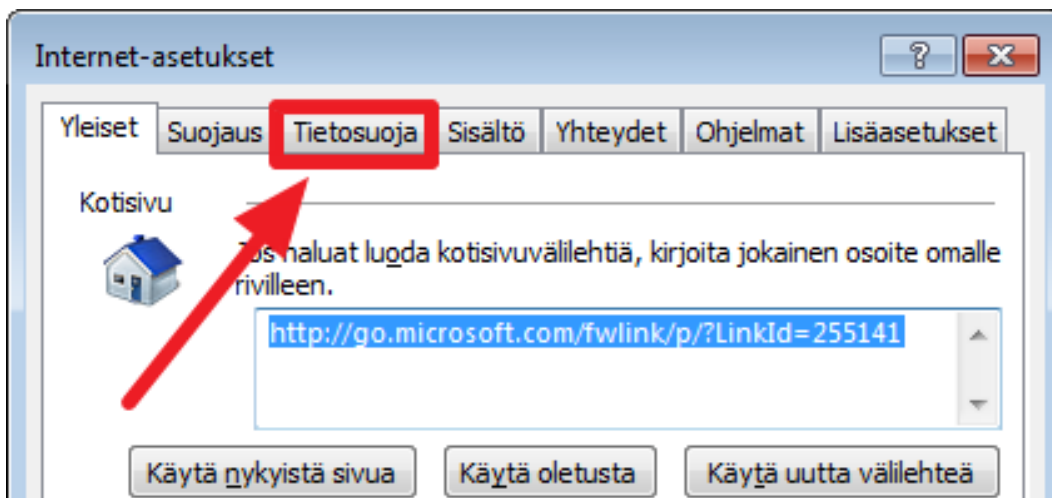 Internet-asetukset
Yleiset Suojaus Tietosuoja Sisältö Yhteydet Ohjelmat Lisäasetukset
Kotisivu
Jos haluat luoda kotisivuvälilehtiä, kirjoita jokainen osoite omalle
rivilleen.
http://go.microsoft.com/fwlink/p/?LinkId=255141
Käytä nykyistä sivua Käytä oletusta Käytä uutta välilehteä